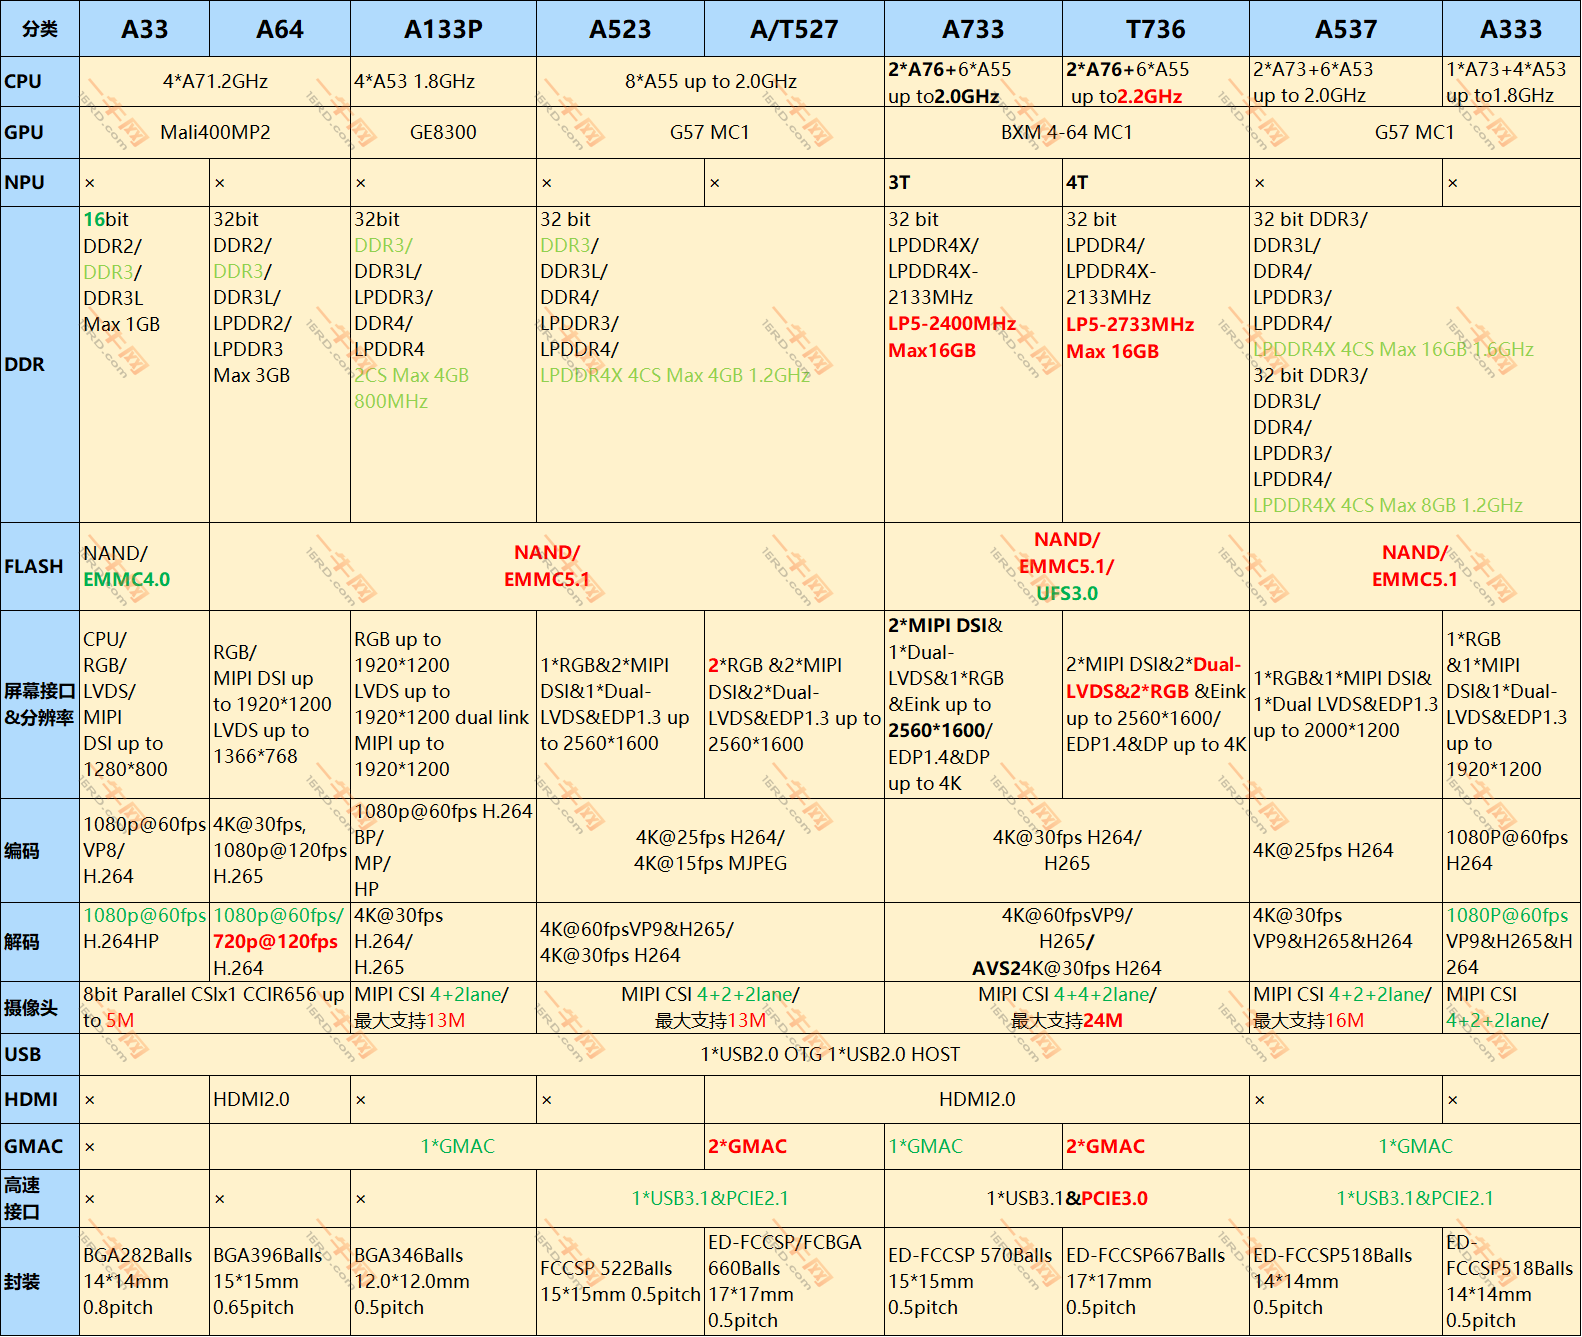 分类
A33
A64
A133P
A523
A/T527
A733
T736
A537
A333
CPU
4*A71.2GHz
4*A53 1.8GHz
8*A55 up to 2.0GHz
2*A76+6*A55
up to2.0GHz
2*A76+6*A55
up to2.2GHz
2*A73+6*A53
up to 2.0GHz
1*A73+4*A53
up to1.8GHz
GPU
Mali400MP2
GE8300
G57 MC1
BXM 4-64 MC1
G57 MC1
NPU
×
×
×
×
×
3T
4T
×
×
DDR
16bit
DDR2/
DDR3/
DDR3L
Max 1GB
32bit
DDR2/
DDR3/
DDR3L/
LPDDR2/
LPDDR3
Max 3GB
32bit
DDR3/
DDR3L/
LPDDR3/
DDR4/
LPDDR4
2CS Max 4GB
800MHz
32 bit
DDR3/
DDR3L/
DDR4/
LPDDR3/
LPDDR4/
LPDDR4X 4CS Max 4GB 1.2GHz
32 bit
LPDDR4X/
LPDDR4X-
2133MHz
LP5-2400MHz
Max16GB
32 bit
LPDDR4/
LPDDR4X-
2133MHz
LP5-2733MHz
Max 16GB
32 bit DDR3/
DDR3L/
DDR4/
LPDDR3/
LPDDR4/
LPDDR4X 4CS Max 16GB 1.6GHz
32 bit DDR3/
DDR3L/
DDR4/
LPDDR3/
LPDDR4/
LPDDR4X 4CS Max 8GB 1.2GHz
FLASH
NAND/
EMMC4.0
NAND/
EMMC5.1
NAND/
EMMC5.1/
UFS3.0
NAND/
EMMC5.1
屏幕接口
&分辨率
CPU/
RGB/
LVDS/
MIPI
DSI up to
1280*800
RGB/
MIPI DSI up
to 1920*1200
LVDS up to
1366*768
RGB up to
1920*1200
LVDS up to
1920*1200 dual link
MIPI up to
1920*1200
1*RGB&2*MIPI
DSI&1*Dual-
LVDS&EDP1.3 up
to 2560*1600
2*RGB &2*MIPI
DSI&2*Dual-
LVDS&EDP1.3 up to
2560*1600
2*MIPI DSI&
1*Dual-
LVDS&1*RGB
&Eink up to
2560*1600/
EDP1.4&DP
up to 4K
2*MIPI DSI&2*Dual-
LVDS&2*RGB &Eink
up to 2560*1600/
EDP1.4&DP up to 4K
1*RGB&1*MIPI DSI&
1*Dual LVDS&EDP1.3
up to 2000*1200
1*RGB
&1*MIPI
DSI&1*Dual-
LVDS&EDP1.3
up to
1920*1200
编码
1080p@60fps
VP8/
H.264
4K@30fps,
1080p@120fps
H.265
1080p@60fps H.264
BP/
MP/
HP
4K@25fps H264/
4K@15fps MJPEG
4K@30fps H264/
H265
4K@25fps H264
1080P@60fps
H264
解码
1080p@60fps
H.264HP
1080p@60fps/
720p@120fps
H.264
4K@30fps
H.264/
H.265
4K@60fpsVP9&H265/
4K@30fps H264
4K@60fpsVP9/
H265/
AVS24K@30fps H264
4K@30fps
VP9&H265&H264
1080P@60fps
VP9&H265&H
264
摄像头
8bit Parallel CSIx1 CCIR656 up
to 5M
MIPI CSI 4+2lane/
最大支持13M
MIPI CSI 4+2+2lane/
最大支持13M
MIPI CSI 4+4+2lane/
最大支持24M
MIPI CSI 4+2+2lane/
最大支持16M
MIPI CSI
4+2+2lane/
USB
1*USB2.0 OTG 1*USB2.0 HOST
HDMI
×
HDMI2.0
×
×
HDMI2.0
×
×
GMAC
×
1*GMAC
2*GMAC
1*GMAC
2*GMAC
1*GMAC
高速
接口
×
×
×
1*USB3.1&PCIE2.1
1*USB3.1&PCIE3.0
1*USB3.1&PCIE2.1
封装
BGA282Balls
14*14mm
0.8pitch
BGA396Balls
15*15mm
0.65pitch
BGA346Balls
12.0*12.0mm
0.5pitch
FCCSP 522Balls
15*15mm 0.5pitch
ED-FCCSP/FCBGA
660Balls
17*17mm
0.5pitch
ED-FCCSP 570Balls
15*15mm
0.5pitch
ED-FCCSP667Balls
17*17mm
0.5pitch
ED-FCCSP518Balls
14*14mm
0.5pitch
ED-
FCCSP518Balls
14*14mm
0.5pitch
一牛网
16RD.com